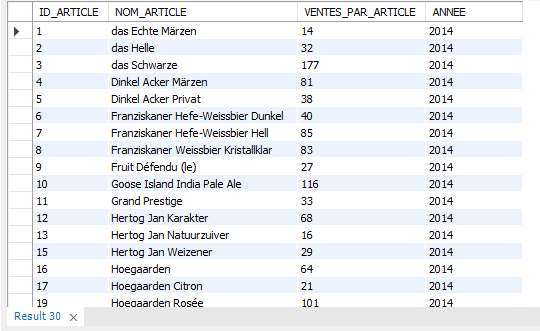 ID_ARTICLE NOM_ARTICLE VENTES_PAR_ARTICLE ANNEE
1 das Echte Märzen 14 2014
2 das Helle 32 2014
3 das Schwarze 177 2014
4 Dinkel Acker Märzen 81 2014
5 Dinkel Acker Privat 38 2014
6 Franziskaner Hefe-Weissbier Dunkel 40 2014
7 Franziskaner Hefe-Weissbier Hell 85 2014
8 Franziskaner Weissbier Kristallklar 83 2014
9 Fruit Défendu (le) 27 2014
10 Goose Island India Pale Ale 116 2014
11 Grand Prestige 33 2014
12 Hertog Jan Karakter 68 2014
13 Hertog Jan Natuurzuiver 16 2014
15 Hertog Jan Weizener 29 2014
16 Hoegaarden 64 2014
17 Hoegaarden Citron 21 2014
19 Hoegaarden Rosée 101 2014
Result 30